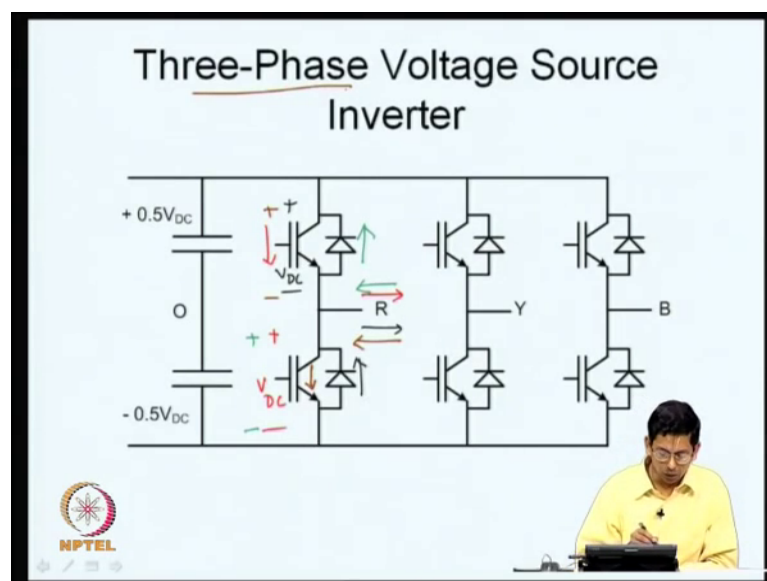 Three-Phase Voltage Source
Inverter
+ 0.5VDC
+ +
VDC
- -
O
R
Y
B
+ +
VDC
- 0.5VDC
- -
NPTEL